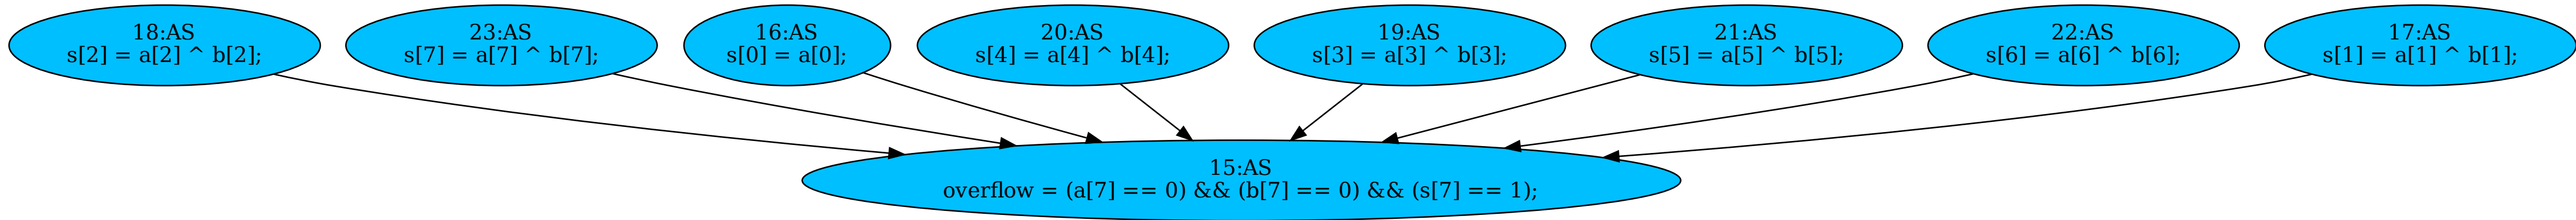 18:AS
s[2] = a[2] ^ b[2];
23:AS
s[7] = a[7] ^ b[7];
16:AS
s[0] = a[0];
20:AS
s[4] = a[4] ^ b[4];
19:AS
s[3] = a[3] ^ b[3];
21:AS
s[5] = a[5] ^ b[5];
22:AS
s[6] = a[6] ^ b[6];
17:AS
s[1] = a[1] ^ b[1];
15:AS
overflow = (a[7] == 0) && (b[7] == 0) && (s[7] == 1);